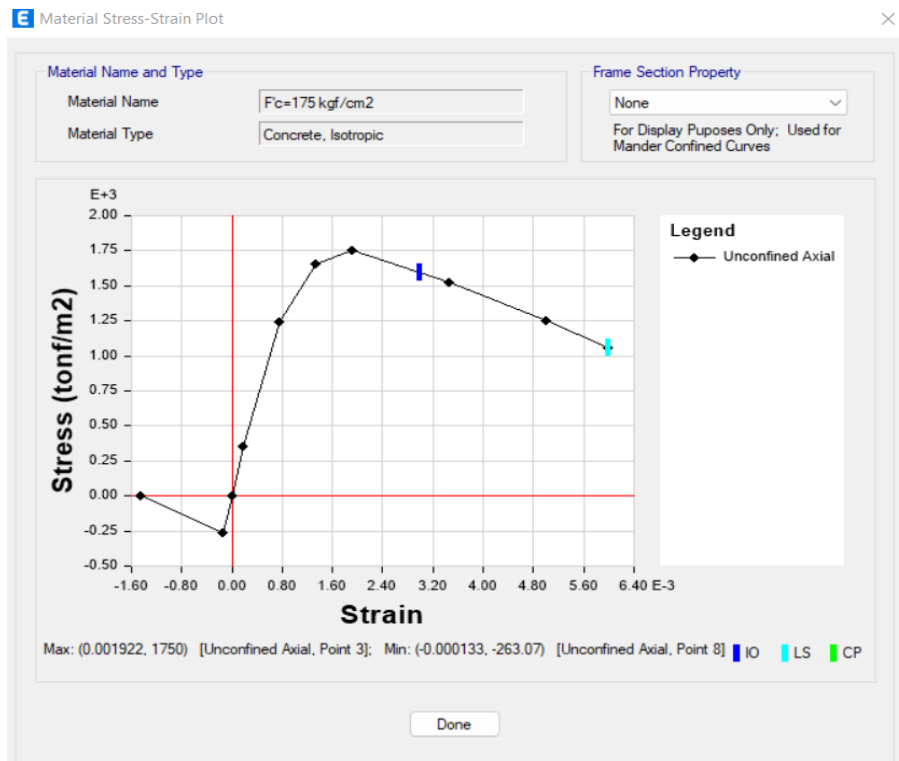 E Material Stress-Strain Plot
Material Name and Type
Material Name F'c=175 kgf/cm2
Material Type Concrete, Isotropic
Frame Section Property
None
For Display Puposes Only; Used for
Mander Confined Curves
E+3
2.00
1.75
1.50
1.25
1.00
0.75
0.50
0.25
0.00
-0.25
-0.50
Stress (tonf/m2)
-1.60 -0.80 0.00 0.80 1.60 2.40 3.20 4.00 4.80 5.60 6.40 E-3
Strain
Legend
Unconfined Axial
Max: (0.001922, 1750) [Unconfined Axial, Point 3]; Min: (-0.000133, -263.07) [Unconfined Axial, Point 8] IO LS CP
Done